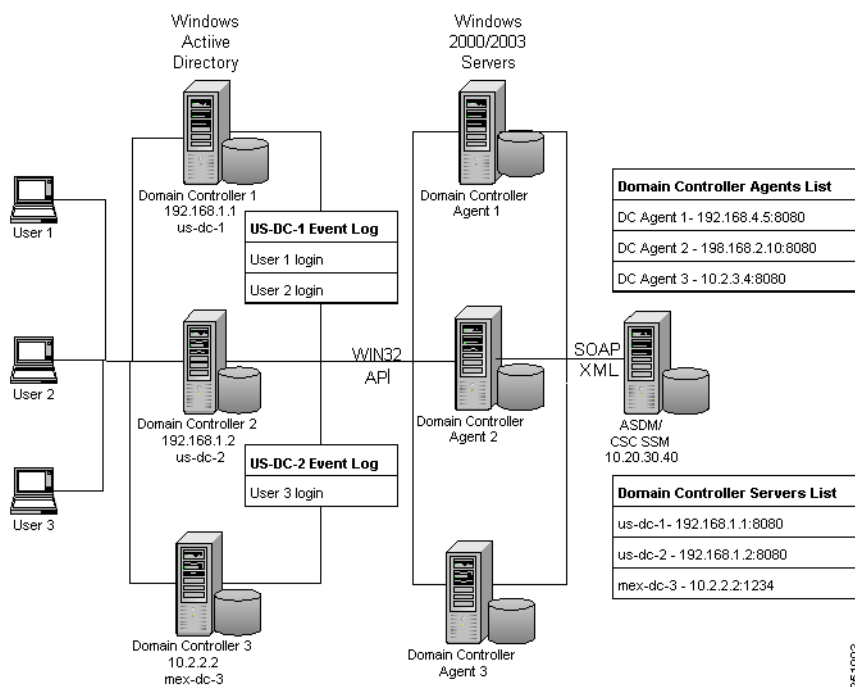 Windows
Actiive
Directory
Windows
2000/2003
Servers
Domain Controller 1
192.168.1.1
us-dc-1
Domain Controller
Agent 1
User 1
US-DC-1 Event Log
User 1 login
User 2 login
Domain Controller Agents List
DC Agent 1- 192.168.4.5:8080
DC Agent 2 - 198.168.2.10:8080
DC Agent 3 - 10.2.3.4:8080
User 2
WIN32
API
SOAP
XML
Domain Controller 2
192.168.1.2
us-dc-2
Domain Controller
Agent 2
ASDM/
CSC SSM
10.20.30.40
US-DC-2 Event Log
User 3 login
User 3
Domain Controller Servers List
us-dc-1- 192.168.1.1:8080
us-dc-2 - 192.168.1.2:8080
mex-dc-3 - 10.2.2.2:1234
Domain Controller 3
10.2.2.2
mex-dc-3
Domain Controller
Agent 3